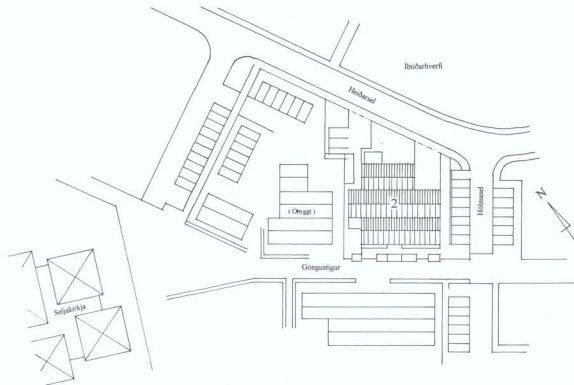 Íbúðarhverfi
Heiðarsel
Hólmasel
( Óbyggt )
2
N
Göngustígur
Seljakirkja